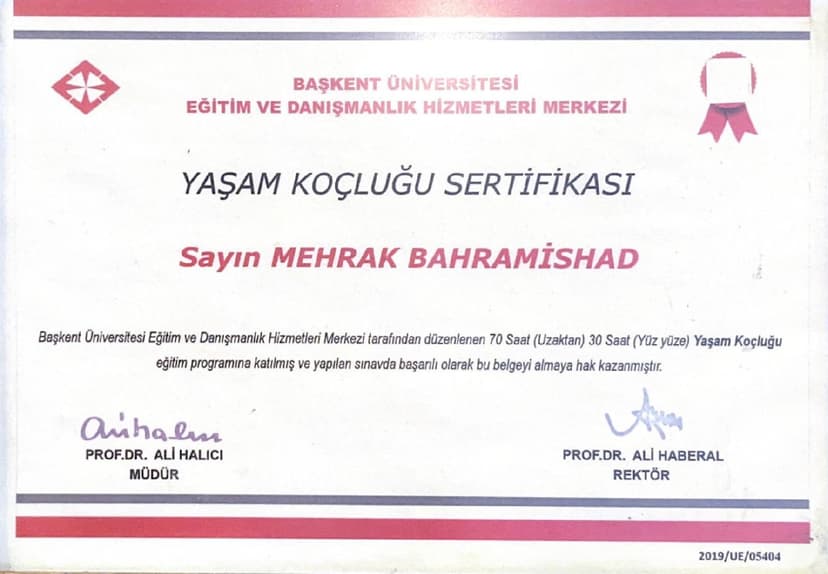 BAŞKENT ÜNİVERSİTESİ
EĞİTİM VE DANIŞMANLIK HİZMETLERİ MERKEZİ
YAŞAM KOÇLUĞU SERTİFİKASI
Sayın MEHRAK BAHRAMİSHAD
Başkent Üniversitesi Eğitim ve Danışmanlık Hizmetleri Merkezi tarafından düzenlenen 70 Saat (Uzaktan) 30 Saat (Yüz yüze) Yaşam Koçluğu
eğitim programına katılmış ve yapılan sınavda başarılı olarak bu belgeyi almaya hak kazanmıştır.
PROF.DR. ALİ HALICI
MÜDÜR
PROF.DR. ALİ HABERAL
REKTÖR
2019/UE/05404